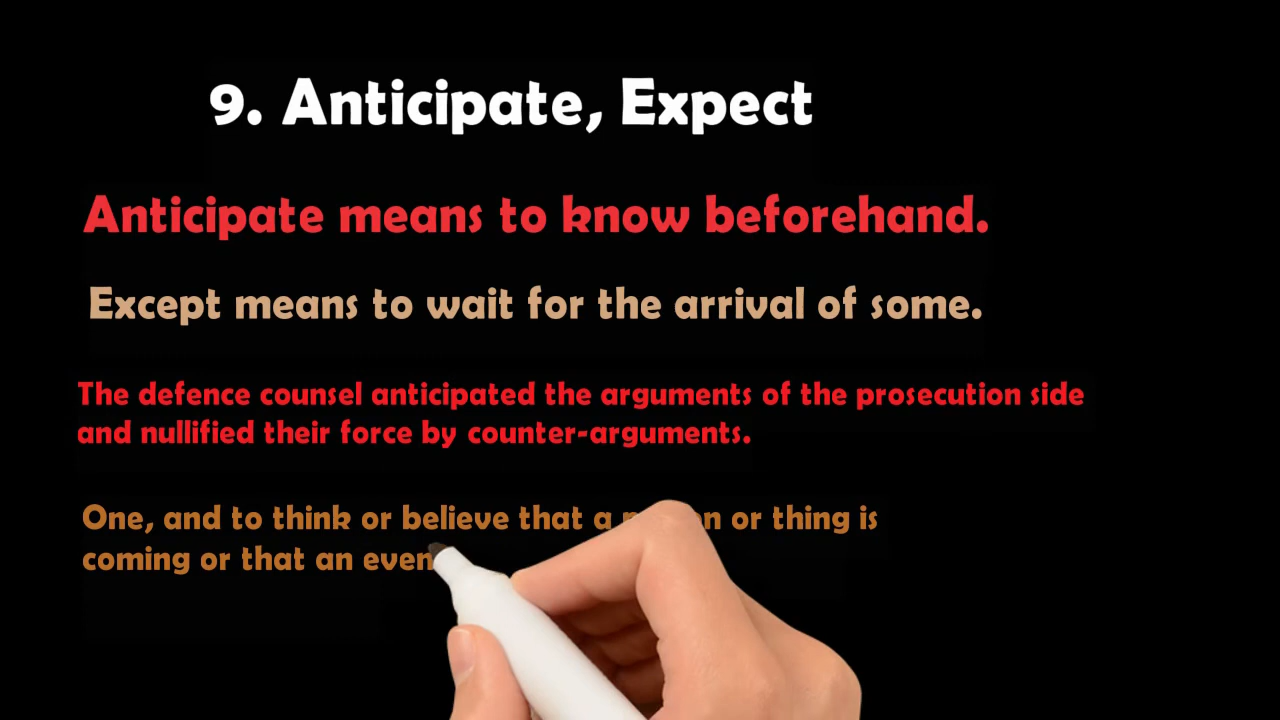 9. Anticipate, Expect
Anticipate means to know beforehand.
Except means to wait for the arrival of some.
The defence counsel anticipated the arguments of the prosecution side
and nullified their force by counter-arguments.
One, and to think or believe that a or thing is
coming or that an even